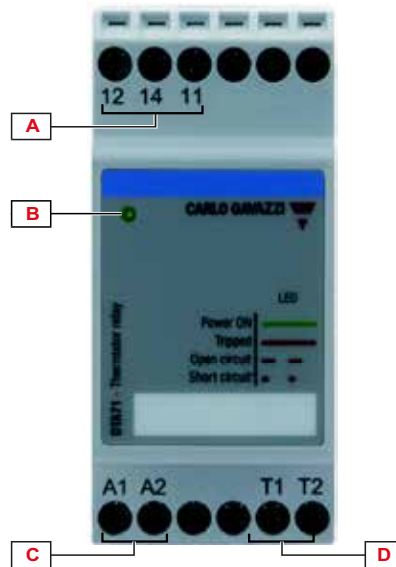 12 14 11
A
B
CARLO GAVAZZI
LED
Power ON
Tripped
Open circuit
Short circuit
DTA71 - Thermistor relay
A1 A2 T1 T2
C
D